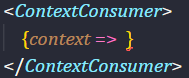 <ContextConsumer>
{context => }
</ContextConsumer>